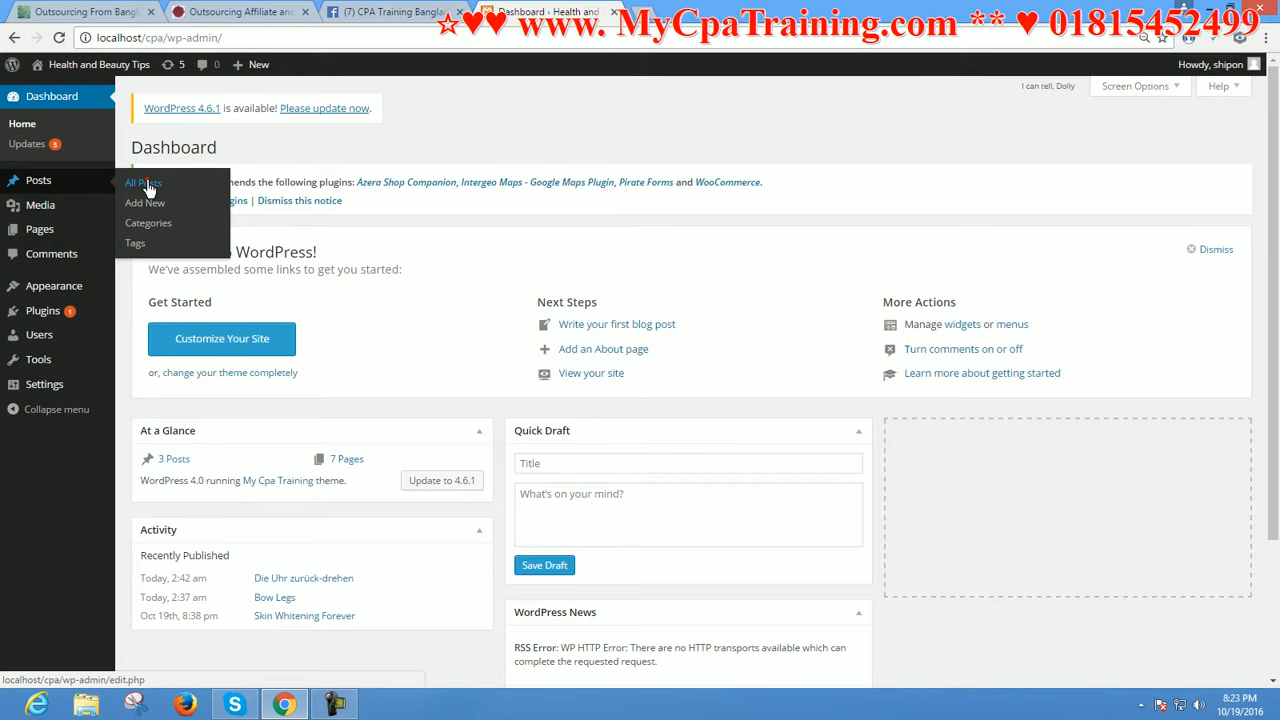 Outsourcing From Bang
Outsourcing Affiliate and
(7) CPA Training Banglad
Dashboard ‹ Health and
☆♥♥ www. MyCpaTraining.com ** ♥ 01815452499
localhost/cpa/wp-admin/
Health and Beauty Tips
5
0
New
Howdy, shipon
Dashboard
I can tell, Dolly
Screen Options
Help
WordPress 4.6.1 is available! Please update now.
Home
Updates 5
Dashboard
Posts
All Posts
mends the following plugins: Azera Shop Companion, Intergeo Maps - Google Maps Plugin, Pirate Forms and WooCommerce.
Media
Add New
gins | Dismiss this notice
Pages
Categories
Comments
Tags
WordPress!
Dismiss
We've assembled some links to get you started:
Appearance
Plugins 1
Users
Tools
Settings
Collapse menu
Get Started
Next Steps
More Actions
Customize Your Site
Write your first blog post
Manage widgets or menus
Add an About page
Turn comments on or off
or, change your theme completely
View your site
Learn more about getting started
At a Glance
3 Posts
7 Pages
WordPress 4.0 running My Cpa Training theme.
Update to 4.6.1
Quick Draft
Title
What's on your mind?
Save Draft
Activity
Recently Published
Today, 2:42 am Die Uhr zurück-drehen
Today, 2:37 am Bow Legs
Oct 19th, 8:38 pm Skin Whitening Forever
WordPress News
RSS Error: WP HTTP Error: There are no HTTP transports available which can
complete the requested request.
localhost/cpa/wp-admin/edit.php
8:23 PM
10/19/2016